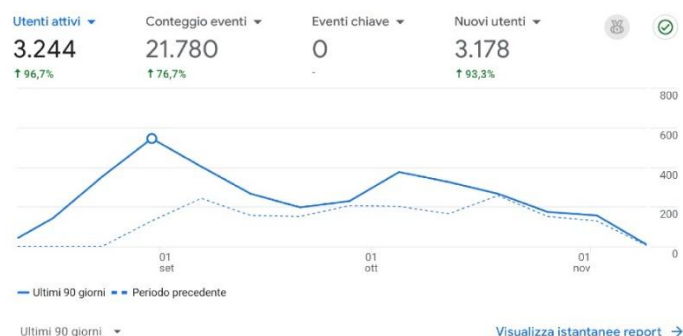 Utenti attivi Conteggio eventi Eventi chiave Nuovi utenti
3.244 21.780 0 3.178
↑ 96,7% ↑ 76,7% - ↑ 93,3%
800
600
400
200
0
01 01 01
set ott nov
Ultimi 90 giorni Periodo precedente
Ultimi 90 giorni Visualizza istantanee report →